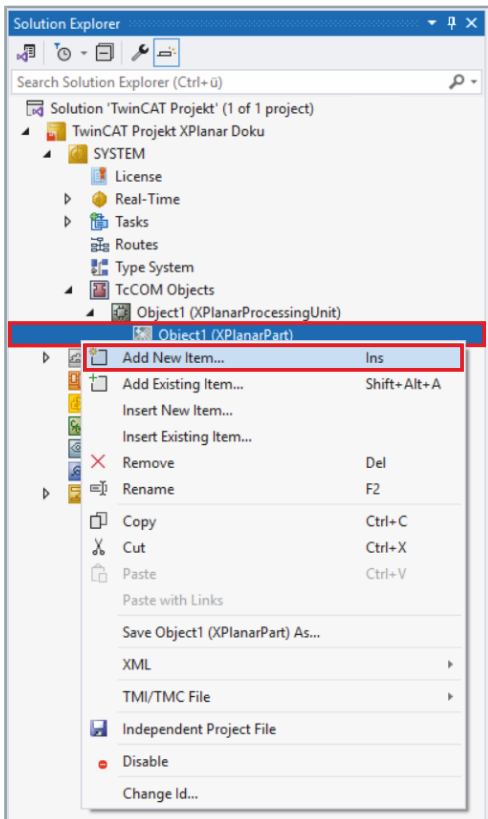 Solution Explorer
Search Solution Explorer (Ctrl+ü)
Solution 'TwinCAT Projekt' (1 of 1 project)
TwinCAT Projekt XPlanar Doku
SYSTEM
License
Real-Time
Tasks
Routes
Type System
TcCOM Objects
Object1 (XPlanarProcessingUnit)
Object1 (XPlanarPart)
Add New Item... Ins
Add Existing Item... Shift+Alt+A
Insert New Item...
Insert Existing Item...
Remove Del
Rename F2
Copy Ctrl+C
Cut Ctrl+X
Paste Ctrl+V
Paste with Links
Save Object1 (XPlanarPart) As...
XML
TMI/TMC File
Independent Project File
Disable
Change Id...